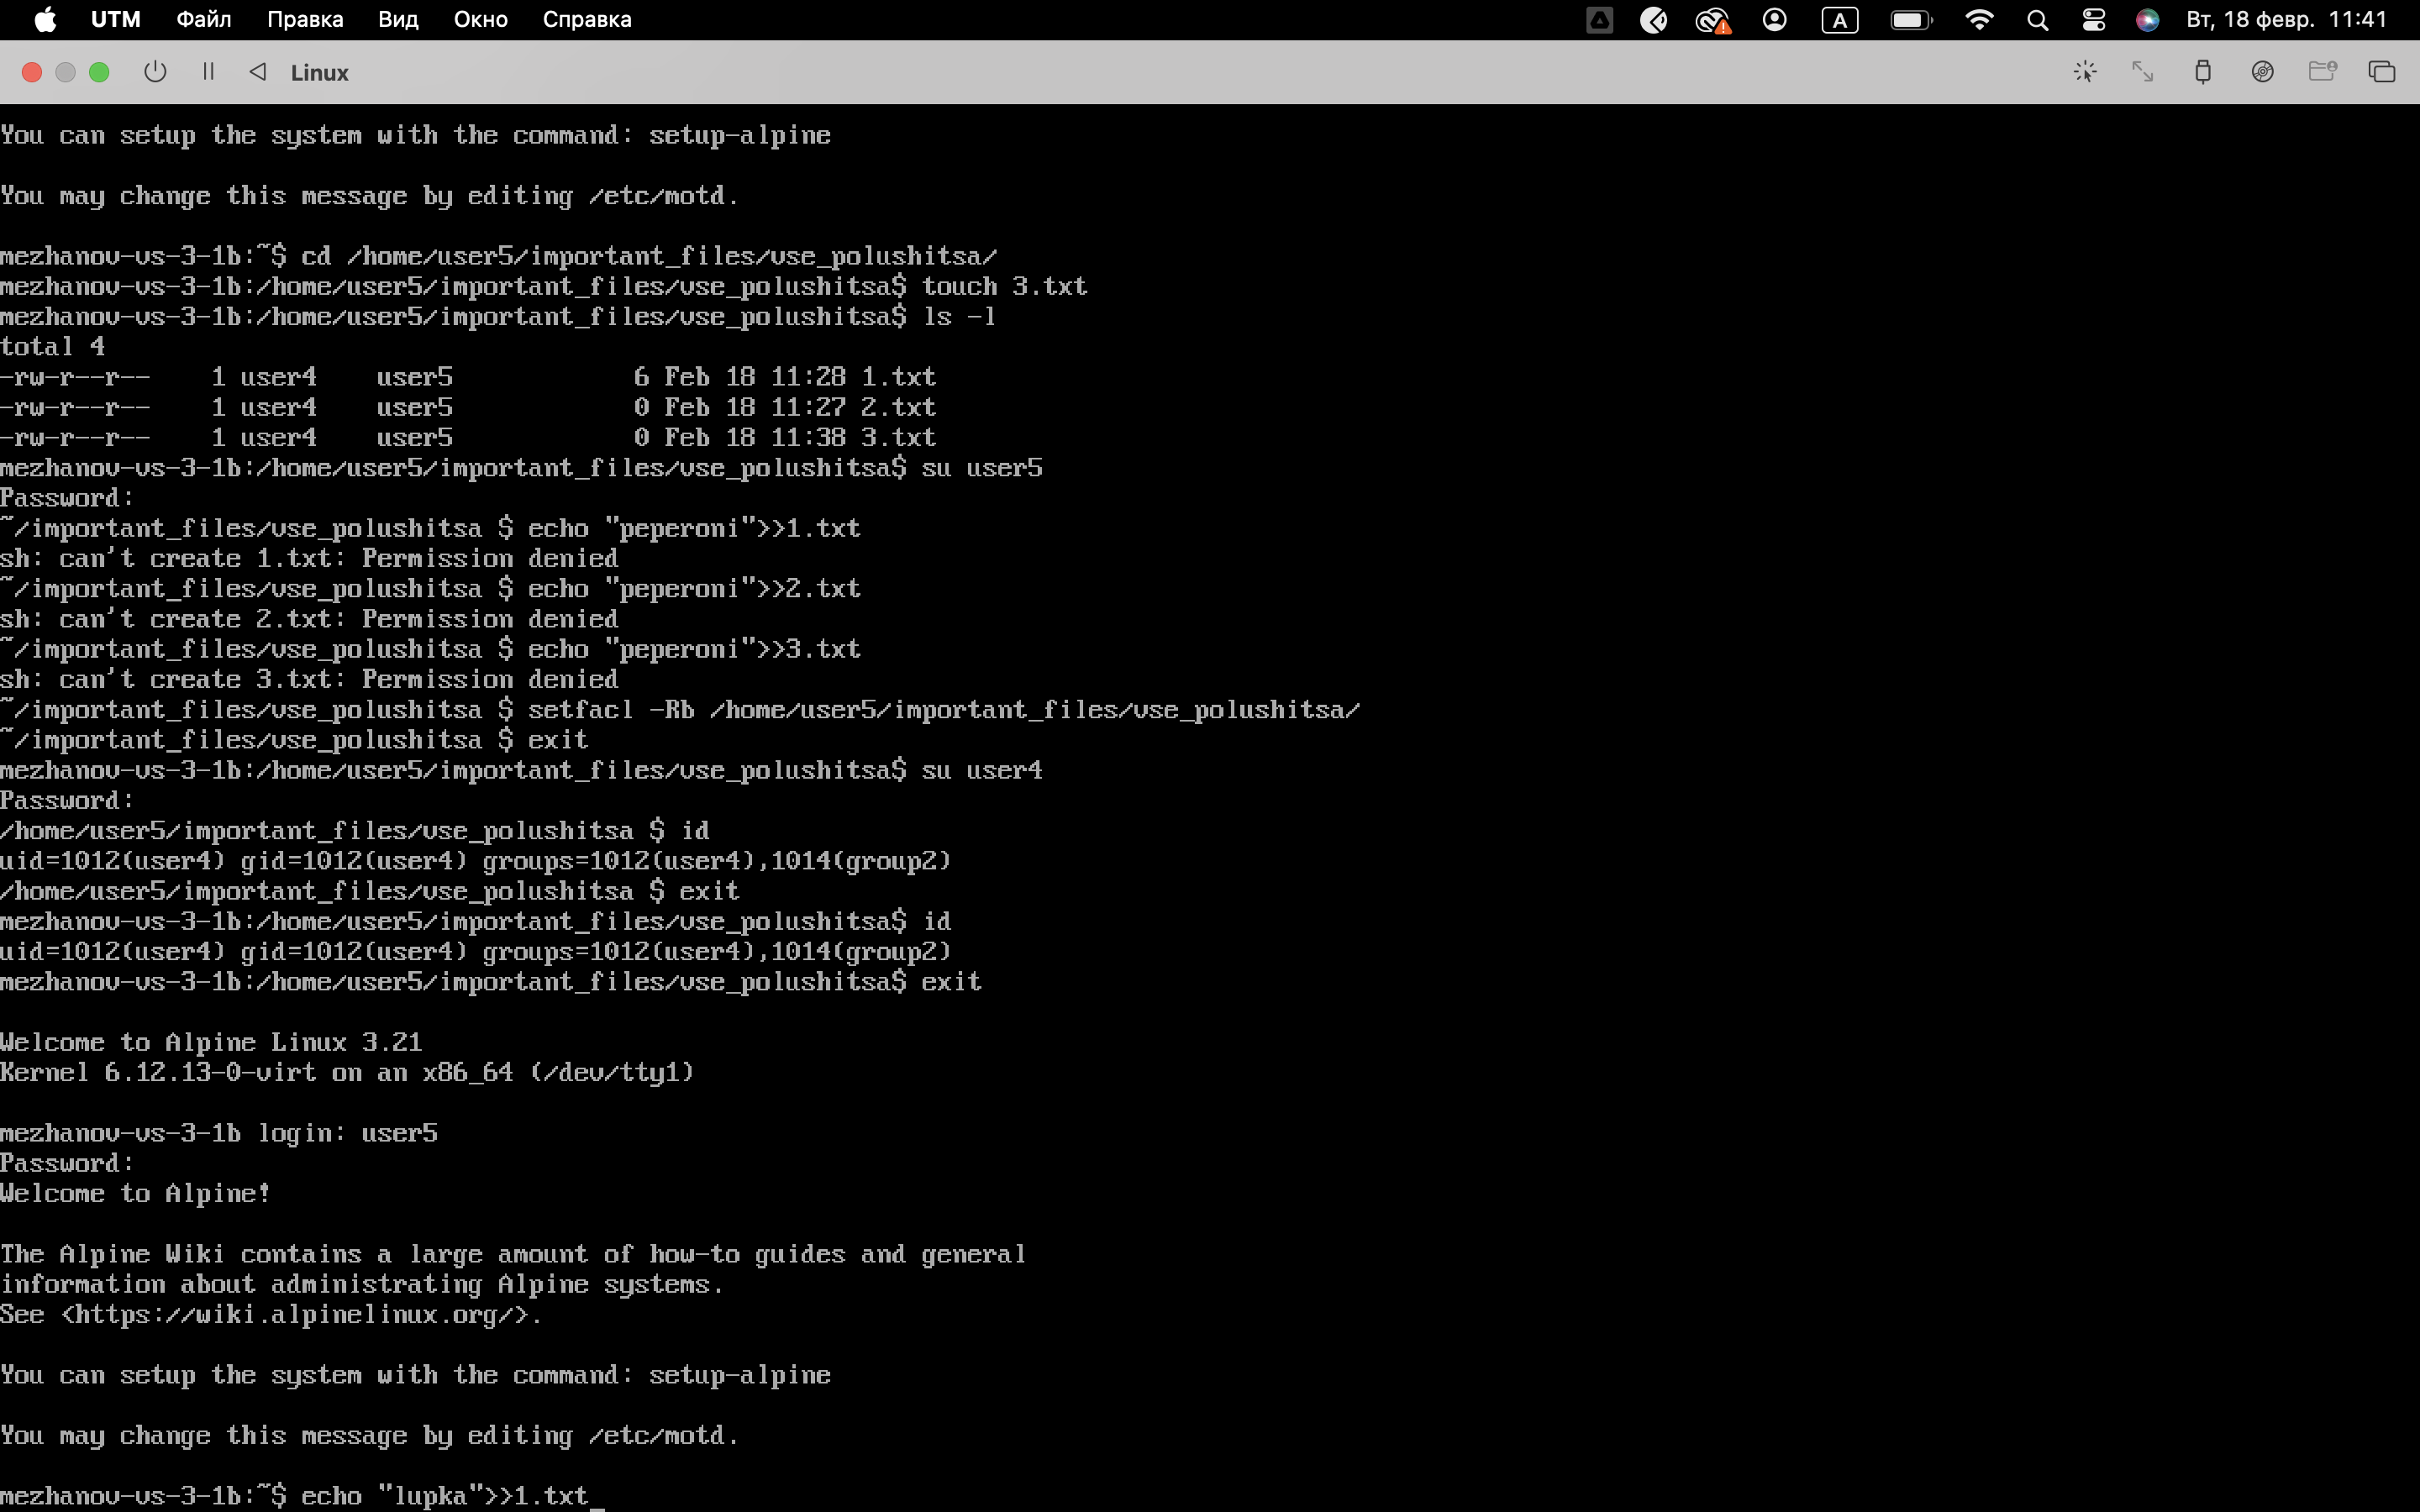 UTM Файл Правка Вид Окно Справка A Вт, 18 февр. 11:41
Linux
You can setup the system with the command: setup-alpine
You may change this message by editing /etc/motd.
mezhanov-vs-3-1b:~$ cd /home/user5/important_files/vse_polushitsa/
mezhanov-vs-3-1b:/home/user5/important_files/vse_polushitsa$ touch 3.txt
mezhanov-vs-3-1b:/home/user5/important_files/vse_polushitsa$ ls -l
total 4
-rw-r--r-- 1 user4 user5 6 Feb 18 11:28 1.txt
-rw-r--r-- 1 user4 user5 0 Feb 18 11:27 2.txt
-rw-r--r-- 1 user4 user5 0 Feb 18 11:38 3.txt
mezhanov-vs-3-1b:/home/user5/important_files/vse_polushitsa$ su user5
Password:
~/important_files/vse_polushitsa $ echo "peperoni">>1.txt
sh: can't create 1.txt: Permission denied
~/important_files/vse_polushitsa $ echo "peperoni">>2.txt
sh: can't create 2.txt: Permission denied
~/important_files/vse_polushitsa $ echo "peperoni">>3.txt
sh: can't create 3.txt: Permission denied
~/important_files/vse_polushitsa $ setfacl -Rb /home/user5/important_files/vse_polushitsa/
~/important_files/vse_polushitsa $ exit
mezhanov-vs-3-1b:/home/user5/important_files/vse_polushitsa$ su user4
Password:
/home/user5/important_files/vse_polushitsa $ id
uid=1012(user4) gid=1012(user4) groups=1012(user4),1014(group2)
/home/user5/important_files/vse_polushitsa $ exit
mezhanov-vs-3-1b:/home/user5/important_files/vse_polushitsa$ id
uid=1012(user4) gid=1012(user4) groups=1012(user4),1014(group2)
mezhanov-vs-3-1b:/home/user5/important_files/vse_polushitsa$ exit
Welcome to Alpine Linux 3.21
Kernel 6.12.13-0-virt on an x86_64 (/dev/tty1)
mezhanov-vs-3-1b login: user5
Password:
Welcome to Alpine!
The Alpine Wiki contains a large amount of how-to guides and general
information about administrating Alpine systems.
See <https://wiki.alpinelinux.org/>.
You can setup the system with the command: setup-alpine
You may change this message by editing /etc/motd.
mezhanov-vs-3-1b:~$ echo "lupka">>1.txt_